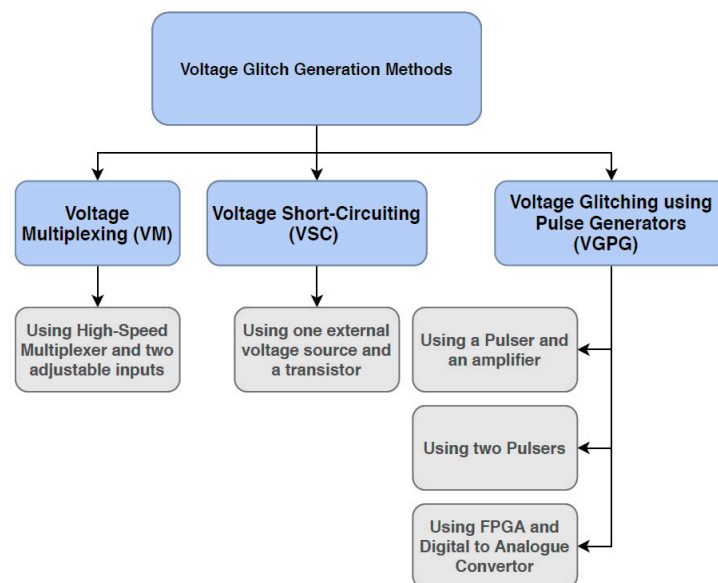 Voltage Glitch Generation Methods
Voltage
Multiplexing (VM)
Voltage Short-Circuiting
(VSC)
Voltage Glitching using
Pulse Generators
(VGPG)
Using High-Speed
Multiplexer and two
adjustable inputs
Using one external
voltage source and
a transistor
Using a Pulser and
an amplifier
Using two Pulsers
Using FPGA and
Digital to Analogue
Convertor